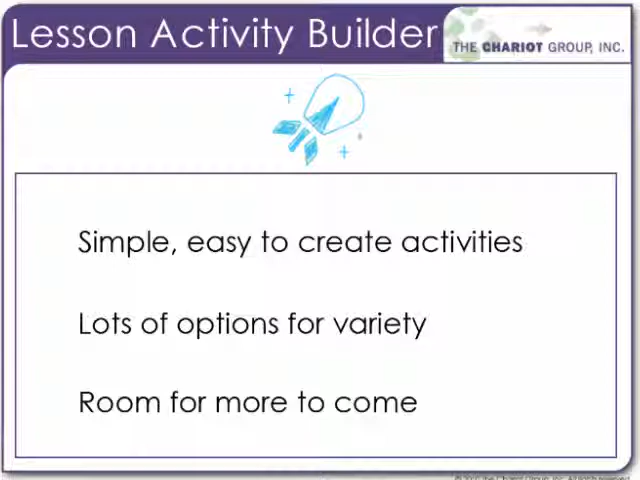 Lesson Activity Builder
THE CHARIOT GROUP, INC.
Simple, easy to create activities
Lots of options for variety
Room for more to come